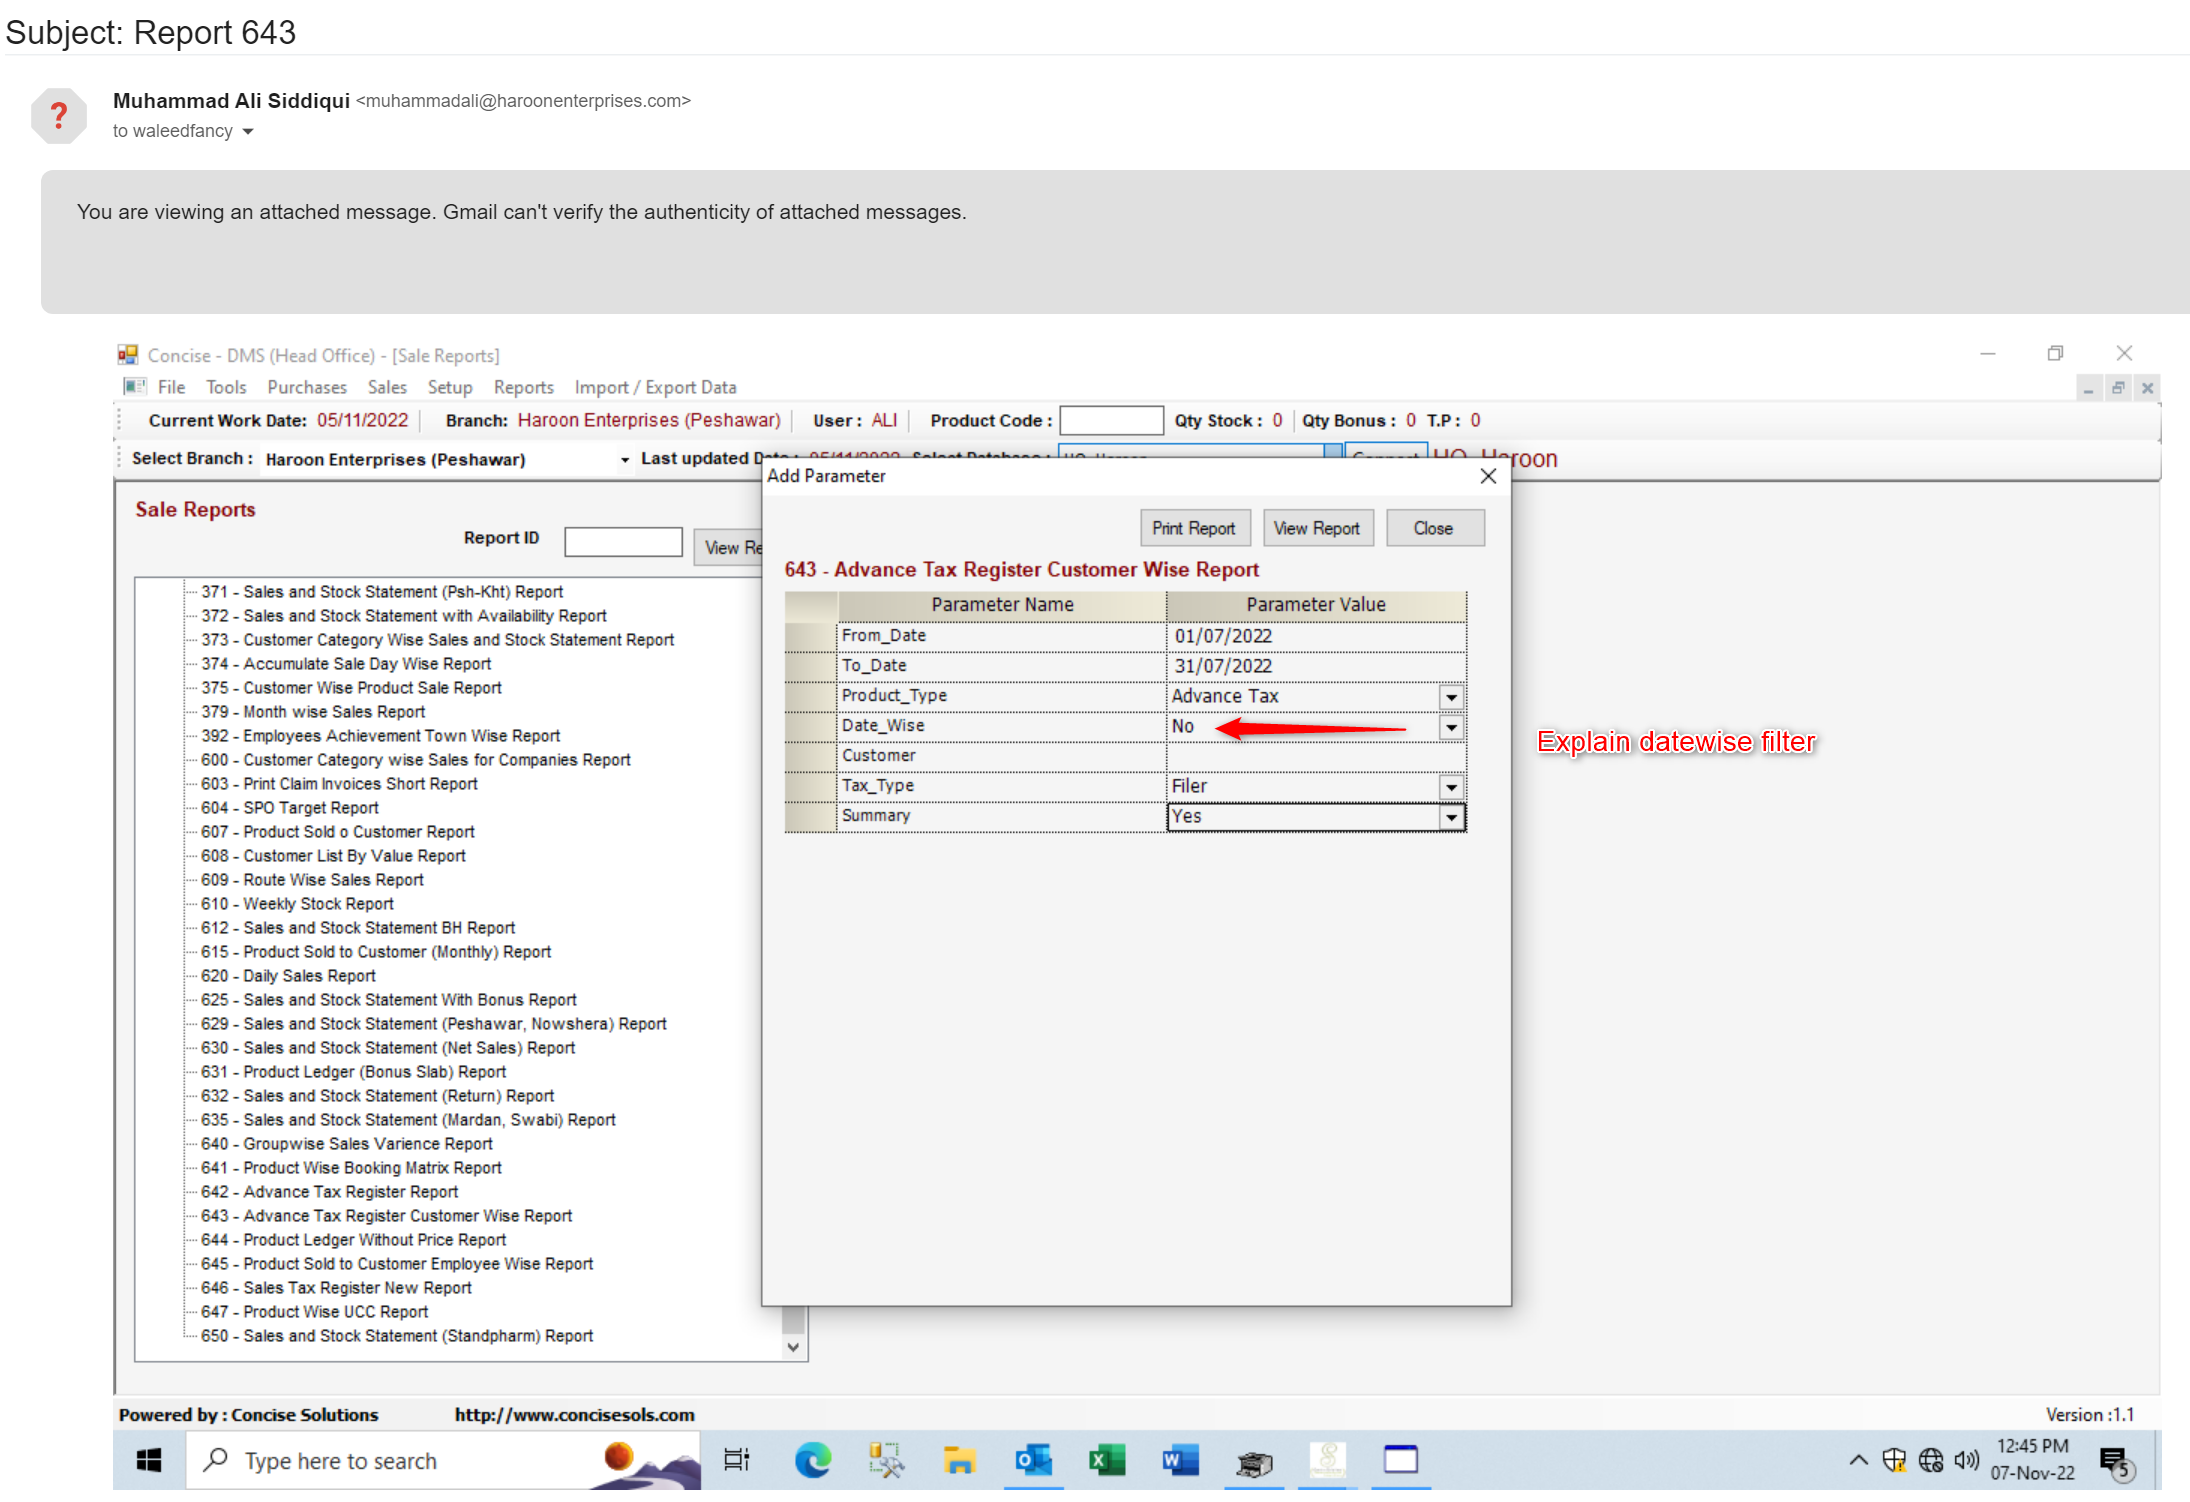 Subject: Report 643
?
Muhammad Ali Siddiqui <muhammadali@haroonenterprises.com>
to waleedfancy
You are viewing an attached message. Gmail can't verify the authenticity of attached messages.
Concise - DMS (Head Office) - [Sale Reports]
File Tools Purchases Sales Setup Reports Import / Export Data
Current Work Date: 05/11/2022 Branch: Haroon Enterprises (Peshawar) User : ALI Product Code : Qty Stock : 0 Qty Bonus : 0 T.P : 0
Select Branch : Haroon Enterprises (Peshawar) Last updated Date : 05/11/2022 Select Database : HO_Haroon Connect HO_Haroon
Add Parameter
Sale Reports
Report ID
View Re
Print Report View Report Close
643 - Advance Tax Register Customer Wise Report
Parameter Name Parameter Value
From_Date 01/07/2022
To_Date 31/07/2022
Product_Type Advance Tax
Date_Wise No
Customer
Tax_Type Filer
Summary Yes
Explain datewise filter
371 - Sales and Stock Statement (Psh-Kht) Report
372 - Sales and Stock Statement with Availability Report
373 - Customer Category Wise Sales and Stock Statement Report
374 - Accumulate Sale Day Wise Report
375 - Customer Wise Product Sale Report
379 - Month wise Sales Report
392 - Employees Achievement Town Wise Report
600 - Customer Category wise Sales for Companies Report
603 - Print Claim Invoices Short Report
604 - SPO Target Report
607 - Product Sold o Customer Report
608 - Customer List By Value Report
609 - Route Wise Sales Report
610 - Weekly Stock Report
612 - Sales and Stock Statement BH Report
615 - Product Sold to Customer (Monthly) Report
620 - Daily Sales Report
625 - Sales and Stock Statement With Bonus Report
629 - Sales and Stock Statement (Peshawar, Nowshera) Report
630 - Sales and Stock Statement (Net Sales) Report
631 - Product Ledger (Bonus Slab) Report
632 - Sales and Stock Statement (Return) Report
635 - Sales and Stock Statement (Mardan, Swabi) Report
640 - Groupwise Sales Varience Report
641 - Product Wise Booking Matrix Report
642 - Advance Tax Register Report
643 - Advance Tax Register Customer Wise Report
644 - Product Ledger Without Price Report
645 - Product Sold to Customer Employee Wise Report
646 - Sales Tax Register New Report
647 - Product Wise UCC Report
650 - Sales and Stock Statement (Standpharm) Report
Powered by : Concise Solutions http://www.concisesols.com Version :1.1
Type here to search
12:45 PM
07-Nov-22
5